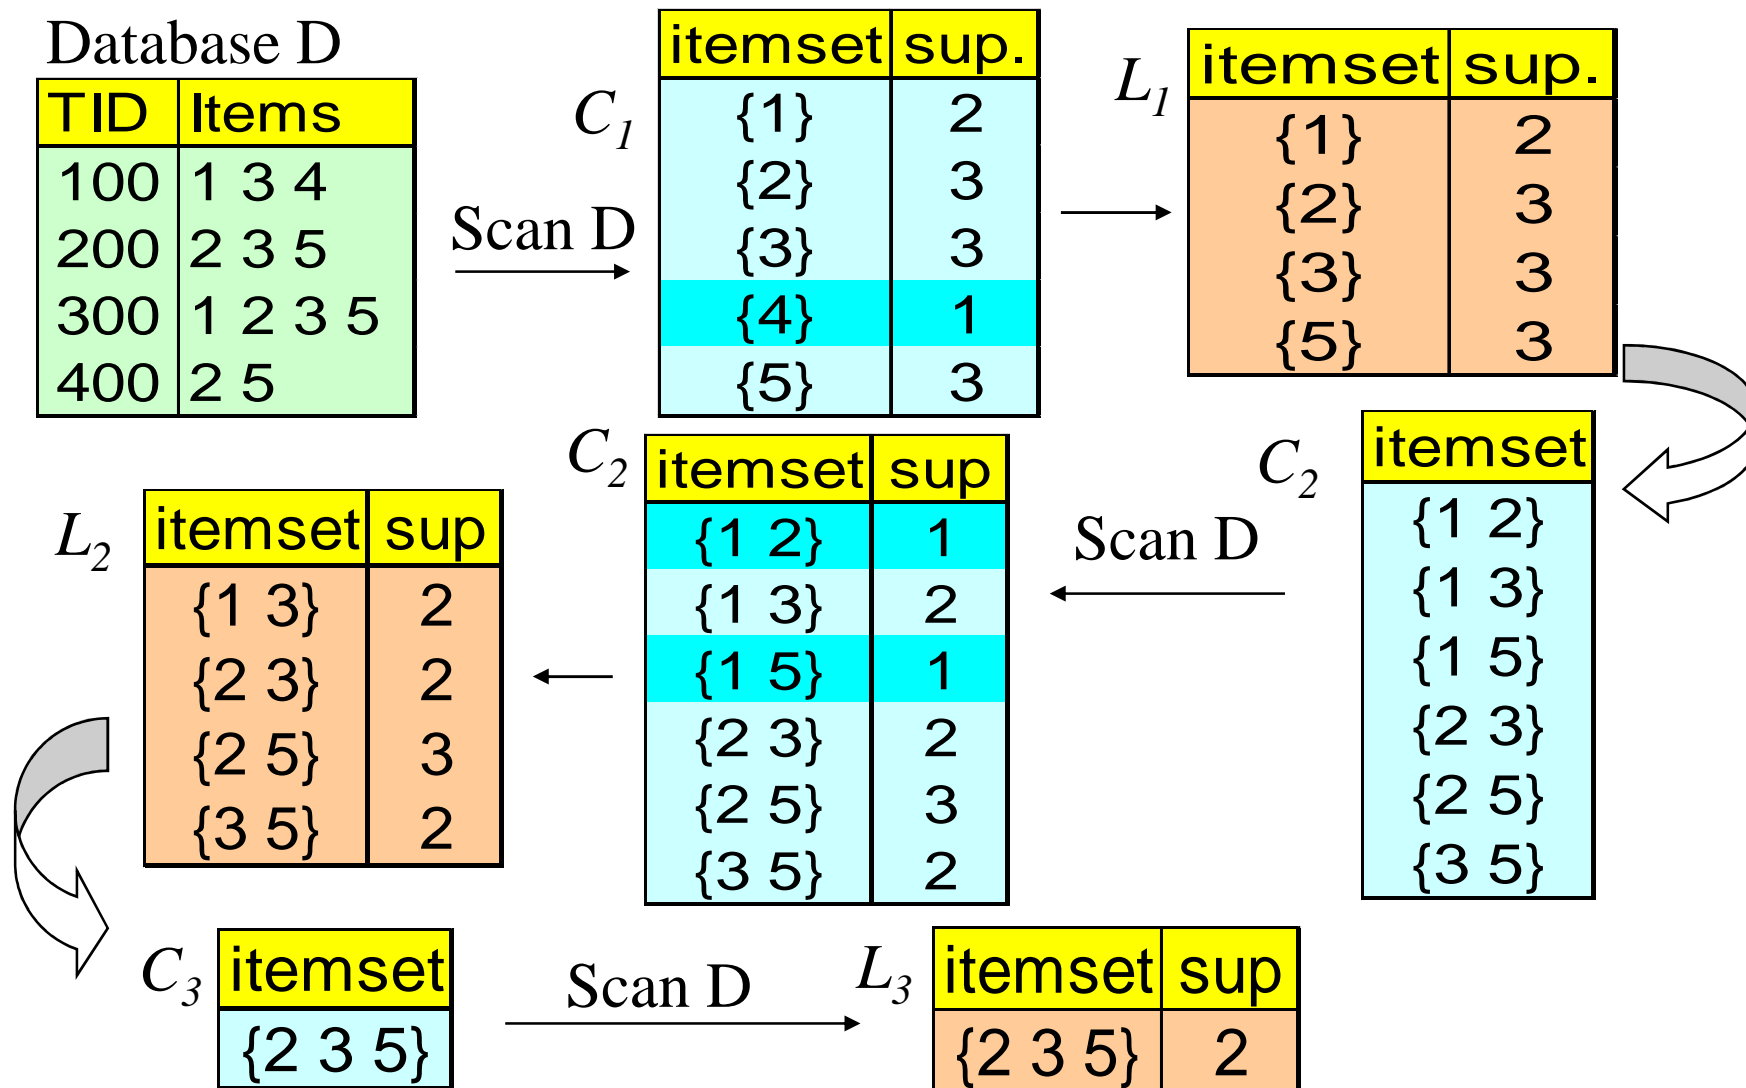 Database D
TID Items
100 1 3 4
200 2 3 5
300 1 2 3 5
400 2 5
Scan D
C1
itemset sup.
{1} 2
{2} 3
{3} 3
{4} 1
{5} 3
L1
itemset sup.
{1} 2
{2} 3
{3} 3
{5} 3
C2
itemset
{1 2}
{1 3}
{1 5}
{2 3}
{2 5}
{3 5}
Scan D
C2
itemset sup
{1 2} 1
{1 3} 2
{1 5} 1
{2 3} 2
{2 5} 3
{3 5} 2
L2
itemset sup
{1 3} 2
{2 3} 2
{2 5} 3
{3 5} 2
C3
itemset
{2 3 5}
Scan D
L3
itemset sup
{2 3 5} 2